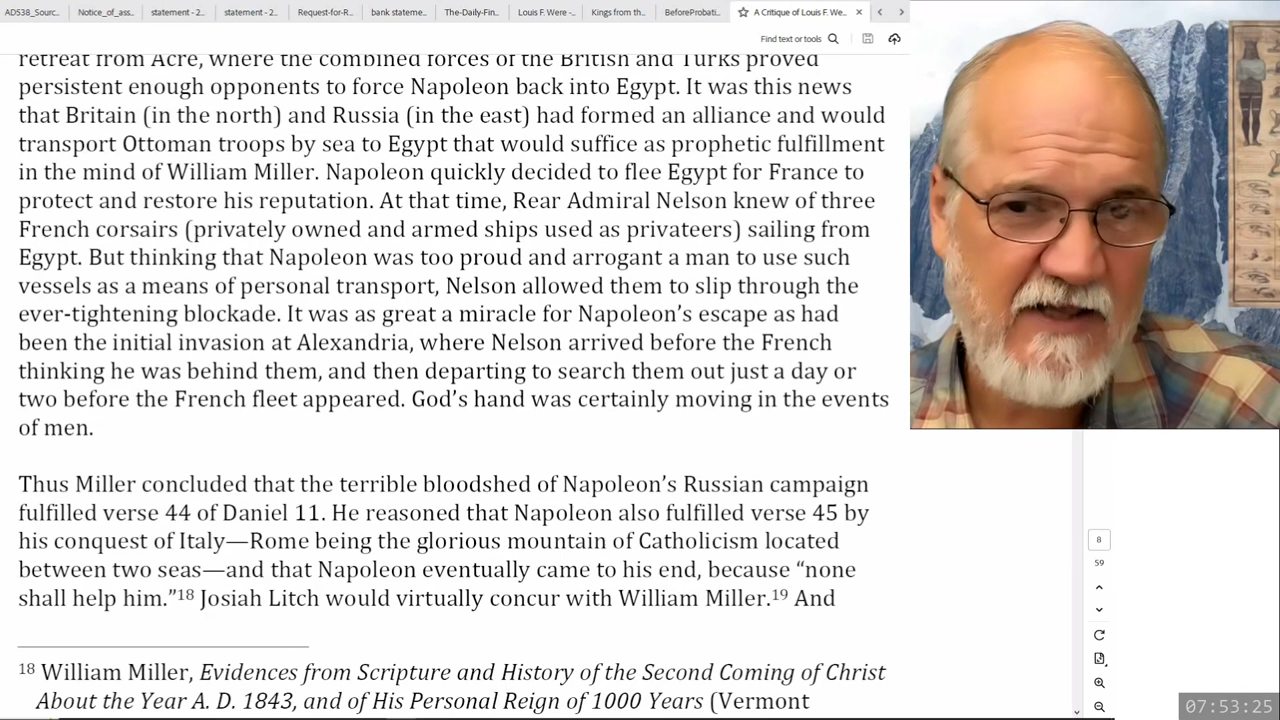 AD538_Sourc..
Notice_of_ass..
statement - 2...
statement - 2...
Request-for-R...
bank stateme...
The-Daily-Fin...
Louis F. Were -...
Kings from th...
BeforeProbati...
A Critique of Louis F. We...
Find text or tools
retreat from Acre, where the combined forces of the British and Turks proved
persistent enough opponents to force Napoleon back into Egypt. It was this news
that Britain (in the north) and Russia (in the east) had formed an alliance and would
transport Ottoman troops by sea to Egypt that would suffice as prophetic fulfillment
in the mind of William Miller. Napoleon quickly decided to flee Egypt for France to
protect and restore his reputation. At that time, Rear Admiral Nelson knew of three
French corsairs (privately owned and armed ships used as privateers) sailing from
Egypt. But thinking that Napoleon was too proud and arrogant a man to use such
vessels as a means of personal transport, Nelson allowed them to slip through the
ever-tightening blockade. It was as great a miracle for Napoleon’s escape as had
been the initial invasion at Alexandria, where Nelson arrived before the French
thinking he was behind them, and then departing to search them out just a day or
two before the French fleet appeared. God’s hand was certainly moving in the events
of men.
Thus Miller concluded that the terrible bloodshed of Napoleon’s Russian campaign
fulfilled verse 44 of Daniel 11. He reasoned that Napoleon also fulfilled verse 45 by
his conquest of Italy—Rome being the glorious mountain of Catholicism located
between two seas—and that Napoleon eventually came to his end, because “none
shall help him.”18 Josiah Litch would virtually concur with William Miller.19 And
18 William Miller, Evidences from Scripture and History of the Second Coming of Christ
About the Year A. D. 1843, and of His Personal Reign of 1000 Years (Vermont
8
59
07:53:25